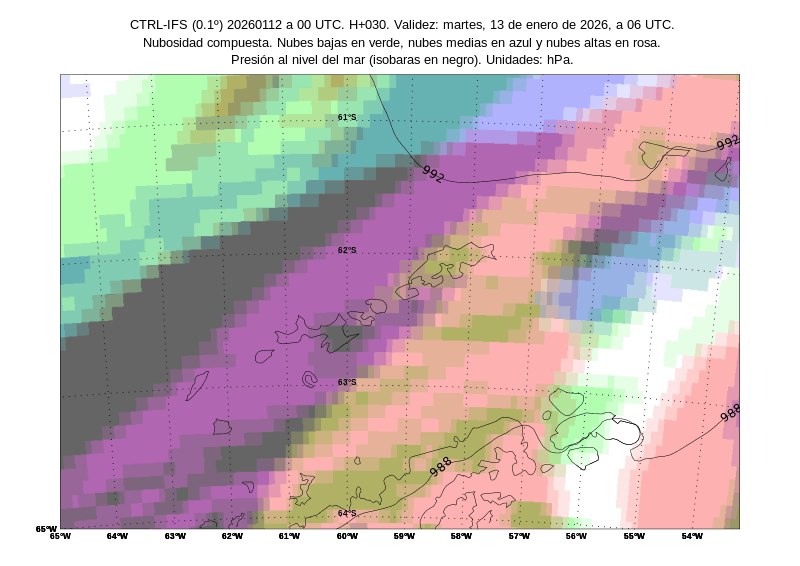 CTRL-IFS (0.1º) 20260112 a 00 UTC. H+030. Validez: martes, 13 de enero de 2026, a 06 UTC.
Nubosidad compuesta. Nubes bajas en verde, nubes medias en azul y nubes altas en rosa.
Presión al nivel del mar (isobaras en negro). Unidades: hPa.
61°S
992
992
62°S
63°S
988
988
64°S
65°W
65°W 64°W 63°W 62°W 61°W 60°W 59°W 58°W 57°W 56°W 55°W 54°W